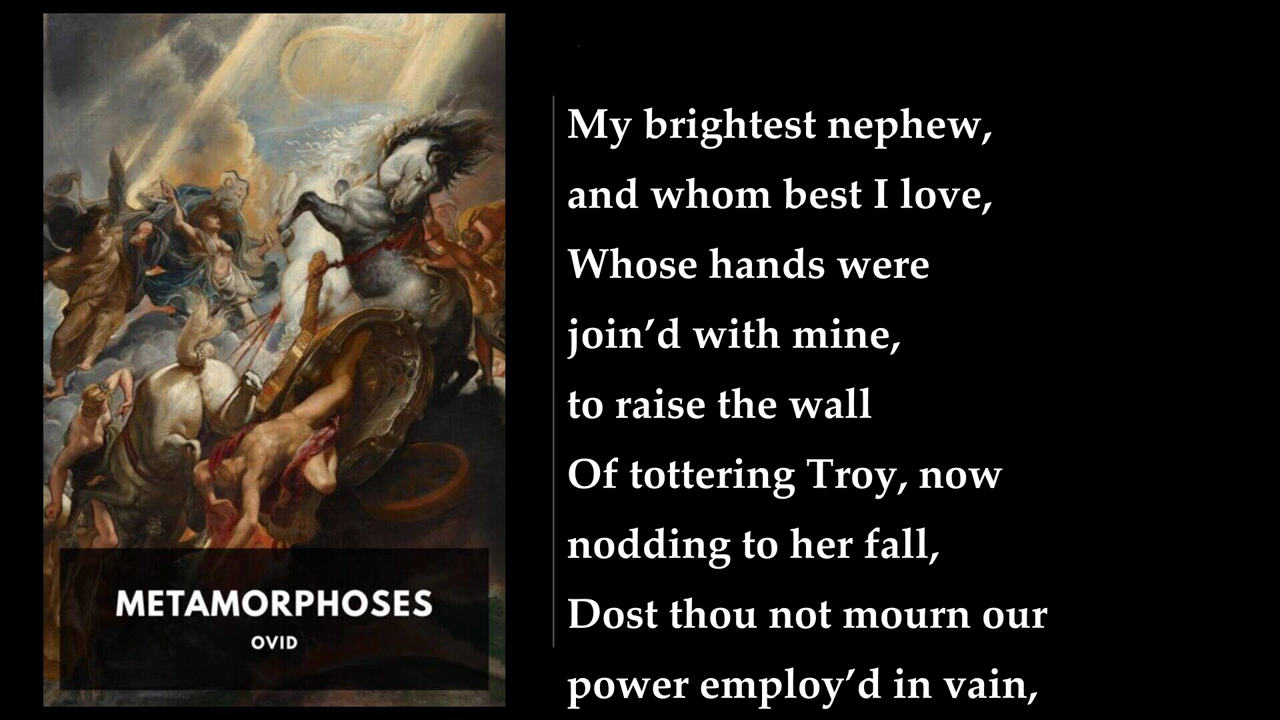 METAMORPHOSES
OVID
My brightest nephew,
and whom best I love,
Whose hands were
join’d with mine,
to raise the wall
Of tottering Troy, now
nodding to her fall,
Dost thou not mourn our
power employ’d in vain,